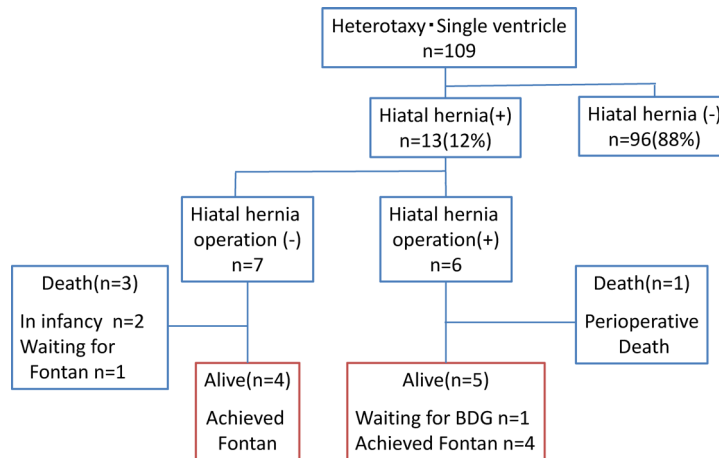 Heterotaxy・Single ventricle
n=109
Hiatal hernia(+)
n=13(12%)
Hiatal hernia (-)
n=96(88%)
Hiatal hernia
operation (-)
n=7
Hiatal hernia
operation(+)
n=6
Death(n=3)
In infancy n=2
Waiting for
Fontan n=1
Death(n=1)
Perioperative
Death
Alive(n=4)
Achieved
Fontan
Alive(n=5)
Waiting for BDG n=1
Achieved Fontan n=4